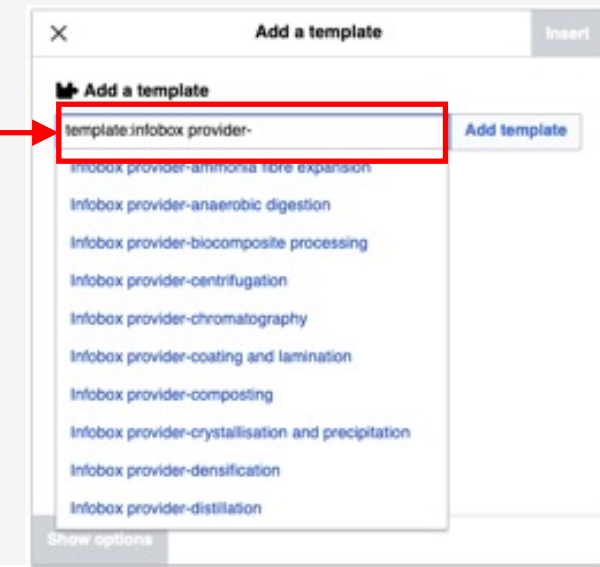 Add a template
Insert
Add a template
template:infobox provider-
Add template
Infobox provider-ammonia fibre expansion
Infobox provider-anaerobic digestion
Infobox provider-biocomposite processing
Infobox provider-centrifugation
Infobox provider-chromatography
Infobox provider-coating and lamination
Infobox provider-composting
Infobox provider-crystallisation and precipitation
Infobox provider-densification
Infobox provider-distillation
Show options